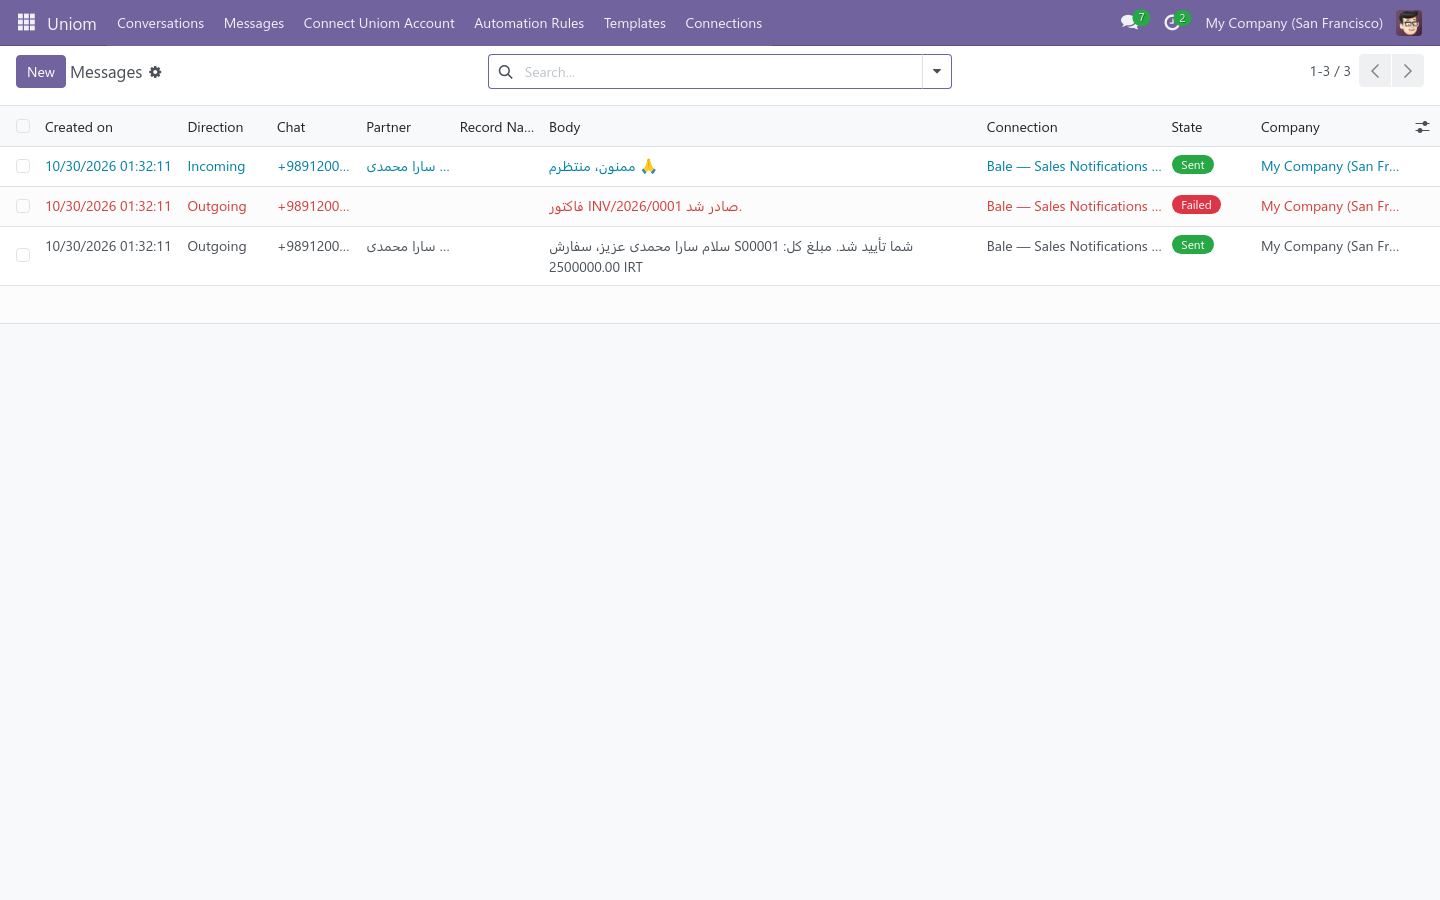 Uniom Conversations Messages Connect Uniom Account Automation Rules Templates Connections 7 2 My Company (San Francisco)
New Messages Search... 1-3 / 3
Created on Direction Chat Partner Record Na... Body Connection State Company
10/30/2026 01:32:11 Incoming +9891200... سارا محمدی ... ممنون، منتظرم 🙏 Bale — Sales Notifications ... Sent My Company (San Fr...
10/30/2026 01:32:11 Outgoing +9891200... فاکتور INV/2026/0001 صادر شد. Bale — Sales Notifications ... Failed My Company (San Fr...
10/30/2026 01:32:11 Outgoing +9891200... سارا محمدی ... سلام سارا محمدی عزیز، سفارش S00001 شما تأیید شد. مبلغ کل: Bale — Sales Notifications ... Sent My Company (San Fr...
2500000.00 IRT